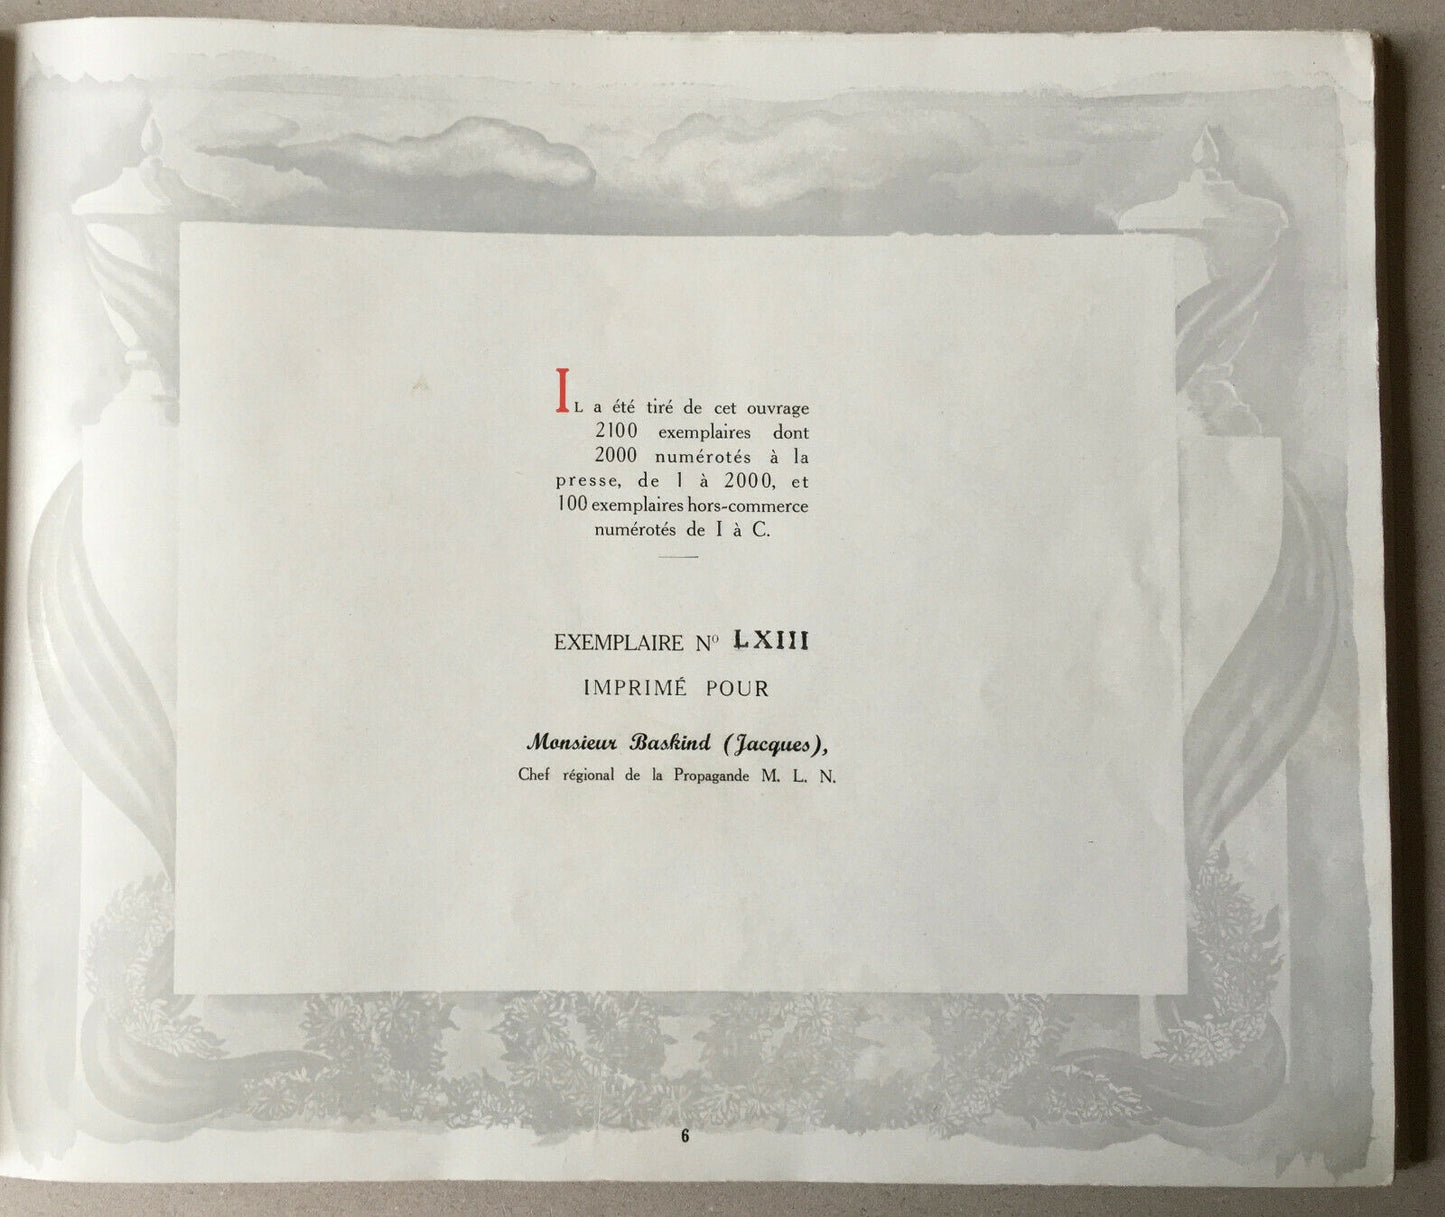 IL a été tiré de cet ouvrage
2100 exemplaires dont
2000 numérotés à la
presse, de 1 à 2000, et
100 exemplaires hors-commerce
numérotés de I à C.
EXEMPLAIRE Nº LXIII
IMPRIMÉ POUR
Monsieur Baskind (Jacques),
Chef régional de la Propagande M. L. N.
6